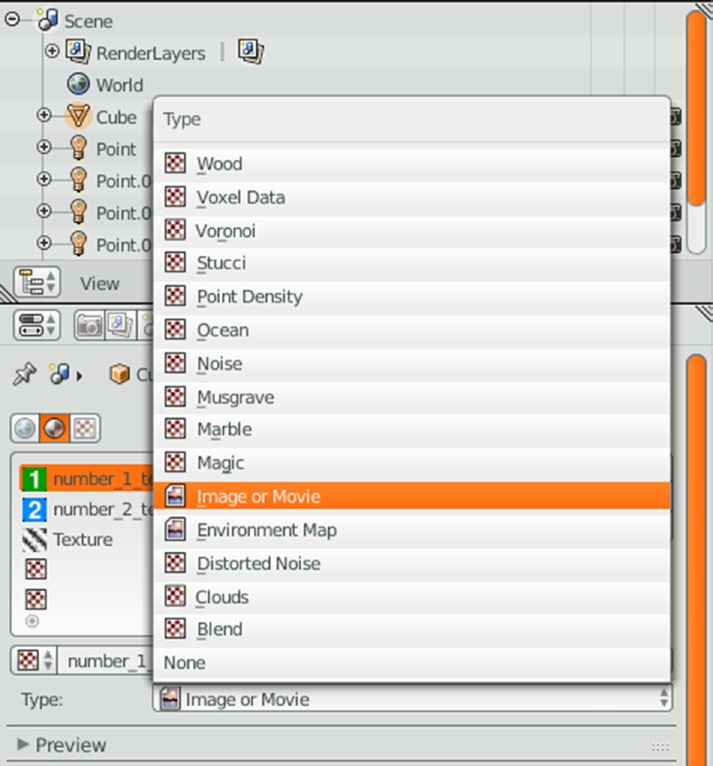 Scene
RenderLayers |
World
Cube
Point
Point.0
Point.0
Point.0
View
Type
Wood
Voxel Data
Voronoi
Stucci
Point Density
Ocean
Noise
Musgrave
Marble
Magic
Image or Movie
Environment Map
Distorted Noise
Clouds
Blend
None
Cu
1 number_1_te
2 number_2_te
Texture
number_1_
Type: Image or Movie
Preview